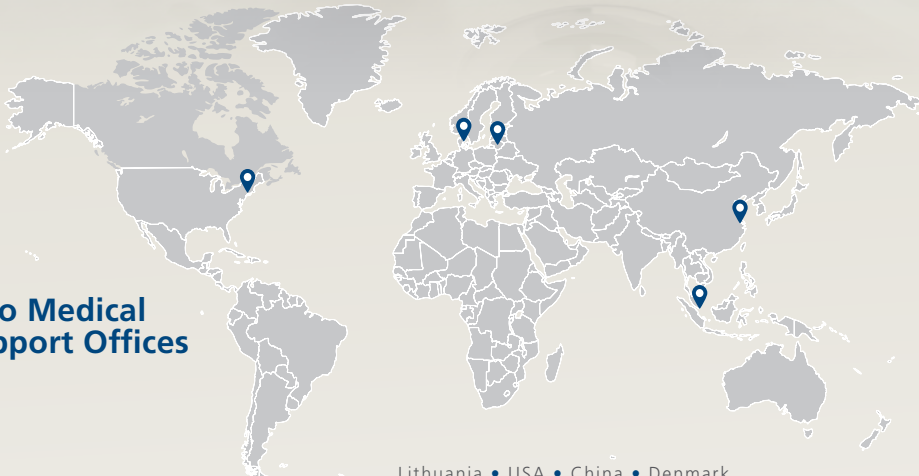 o Medical
pport Offices
Lithuania • USA • China • Denmark